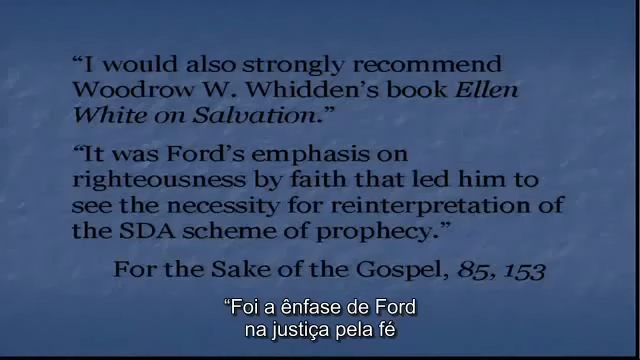 “I would also strongly recommend
Woodrow W. Whidden’s book Ellen
White on Salvation.”
“It was Ford’s emphasis on
righteousness by faith that led him to
see the necessity for reinterpretation of
the SDA scheme of prophecy.”
For the Sake of the Gospel, 85, 153
“Foi a ênfase de Ford
na justiça pela fé